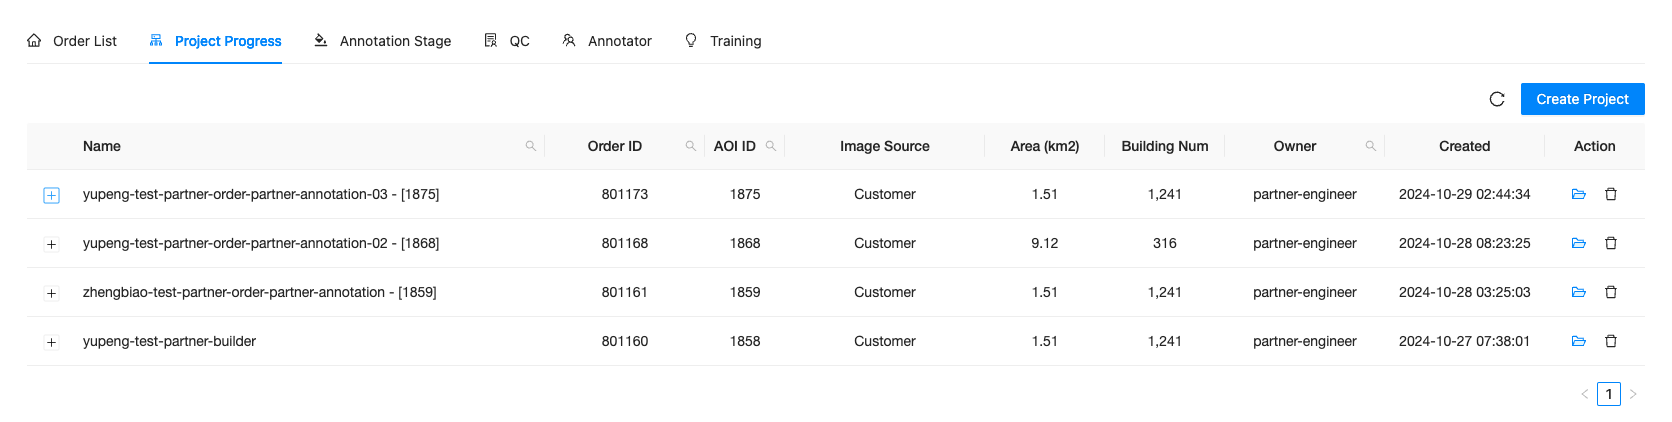 Order List Project Progress Annotation Stage QC Annotator Training
Create Project
Name Order ID AOI ID Image Source Area (km2) Building Num Owner Created Action
yupeng-test-partner-order-partner-annotation-03 - [1875] 801173 1875 Customer 1.51 1,241 partner-engineer 2024-10-29 02:44:34
yupeng-test-partner-order-partner-annotation-02 - [1868] 801168 1868 Customer 9.12 316 partner-engineer 2024-10-28 08:23:25
zhengbiao-test-partner-order-partner-annotation - [1859] 801161 1859 Customer 1.51 1,241 partner-engineer 2024-10-28 03:25:03
yupeng-test-partner-builder 801160 1858 Customer 1.51 1,241 partner-engineer 2024-10-27 07:38:01
1